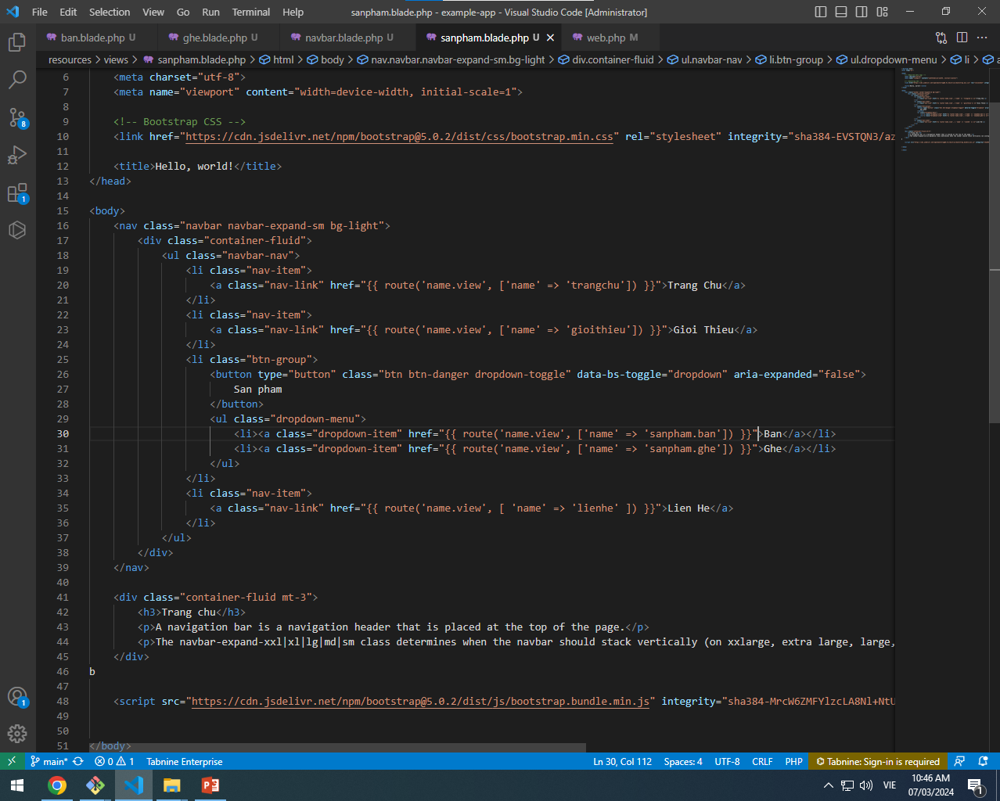 File Edit Selection View Go Run Terminal Help sanpham.blade.php - example-app - Visual Studio Code [Administrator]
ban.blade.php U ghe.blade.php U navbar.blade.php U sanpham.blade.php U web.php M
resources > views > sanpham.blade.php > html > body > nav.navbar.navbar-expand-sm.bg-light > div.container-fluid > ul.navbar-nav > li.btn-group > ul.dropdown-menu > li > a
6 <meta charset="utf-8">
7 <meta name="viewport" content="width=device-width, initial-scale=1">
8
9 <!-- Bootstrap CSS -->
10 <link href="https://cdn.jsdelivr.net/npm/bootstrap@5.0.2/dist/css/bootstrap.min.css" rel="stylesheet" integrity="sha384-EVSTQN3/az
11
12 <title>Hello, world!</title>
13 </head>
14
15 <body>
16 <nav class="navbar navbar-expand-sm bg-light">
17 <div class="container-fluid">
18 <ul class="navbar-nav">
19 <li class="nav-item">
20 <a class="nav-link" href="{{ route('name.view', ['name' => 'trangchu']) }}">Trang Chu</a>
21 </li>
22 <li class="nav-item">
23 <a class="nav-link" href="{{ route('name.view', ['name' => 'gioithieu']) }}">Gioi Thieu</a>
24 </li>
25 <li class="btn-group">
26 <button type="button" class="btn btn-danger dropdown-toggle" data-bs-toggle="dropdown" aria-expanded="false">
27 San pham
28 </button>
29 <ul class="dropdown-menu">
30 <li><a class="dropdown-item" href="{{ route('name.view', ['name' => 'sanpham.ban']) }}">Ban</a></li>
31 <li><a class="dropdown-item" href="{{ route('name.view', ['name' => 'sanpham.ghe']) }}">Ghe</a></li>
32 </ul>
33 </li>
34 <li class="nav-item">
35 <a class="nav-link" href="{{ route('name.view', [ 'name' => 'lienhe' ]) }}">Lien He</a>
36 </li>
37 </ul>
38 </div>
39 </nav>
40
41 <div class="container-fluid mt-3">
42 <h3>Trang chu</h3>
43 <p>A navigation bar is a navigation header that is placed at the top of the page.</p>
44 <p>The navbar-expand-xxl|xl|lg|md|sm class determines when the navbar should stack vertically (on xxlarge, extra large, large,
45 </div>
46 b
47
48 <script src="https://cdn.jsdelivr.net/npm/bootstrap@5.0.2/dist/js/bootstrap.bundle.min.js" integrity="sha384-MrcW6ZMFYlzcLA8Nl+NtU
49
50
51 </body>
8
1
1
main* 0 1 Tabnine Enterprise Ln 30, Col 112 Spaces: 4 UTF-8 CRLF PHP Tabnine: Sign-in is required
VIE 10:46 AM
07/03/2024 1